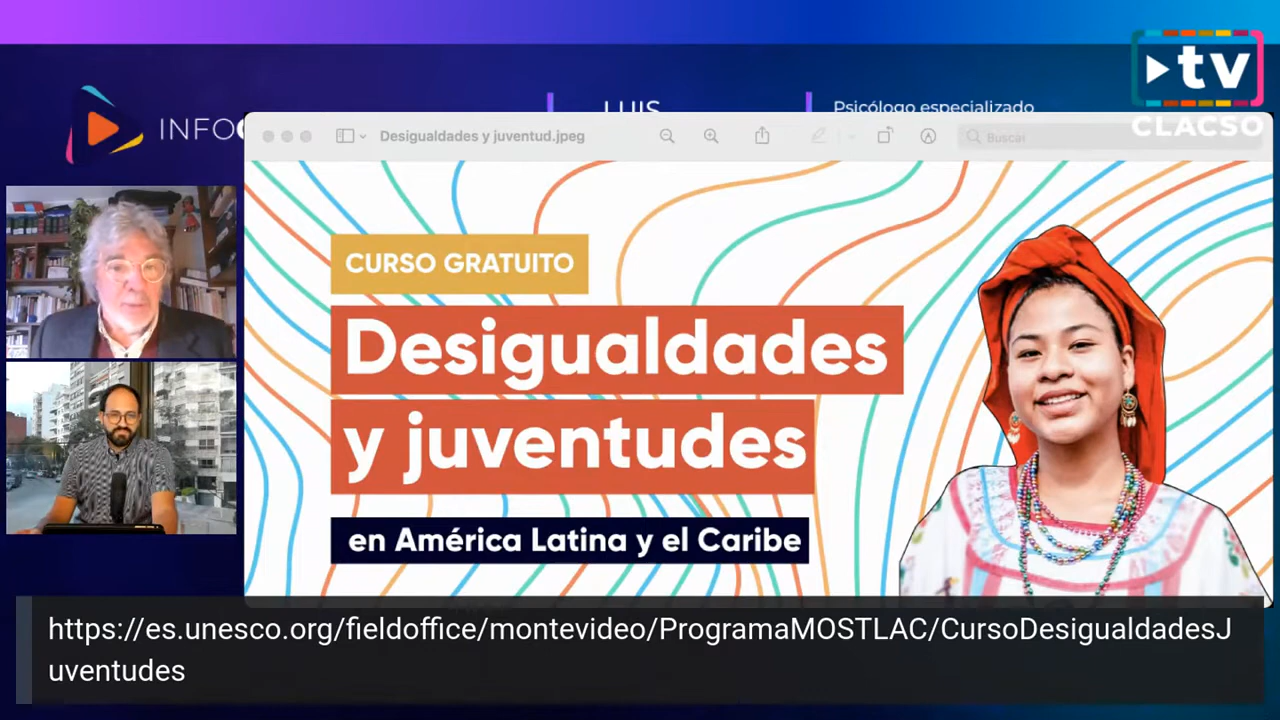 tv
CLACSO
INFO
LUIS
Psicólogo especializado
Desigualdades y juventud.jpeg
Buscar
CURSO GRATUITO
Desigualdades
y juventudes
en América Latina y el Caribe
https://es.unesco.org/fieldoffice/montevideo/ProgramaMOSTLAC/CursoDesigualdadesJ
uventudes